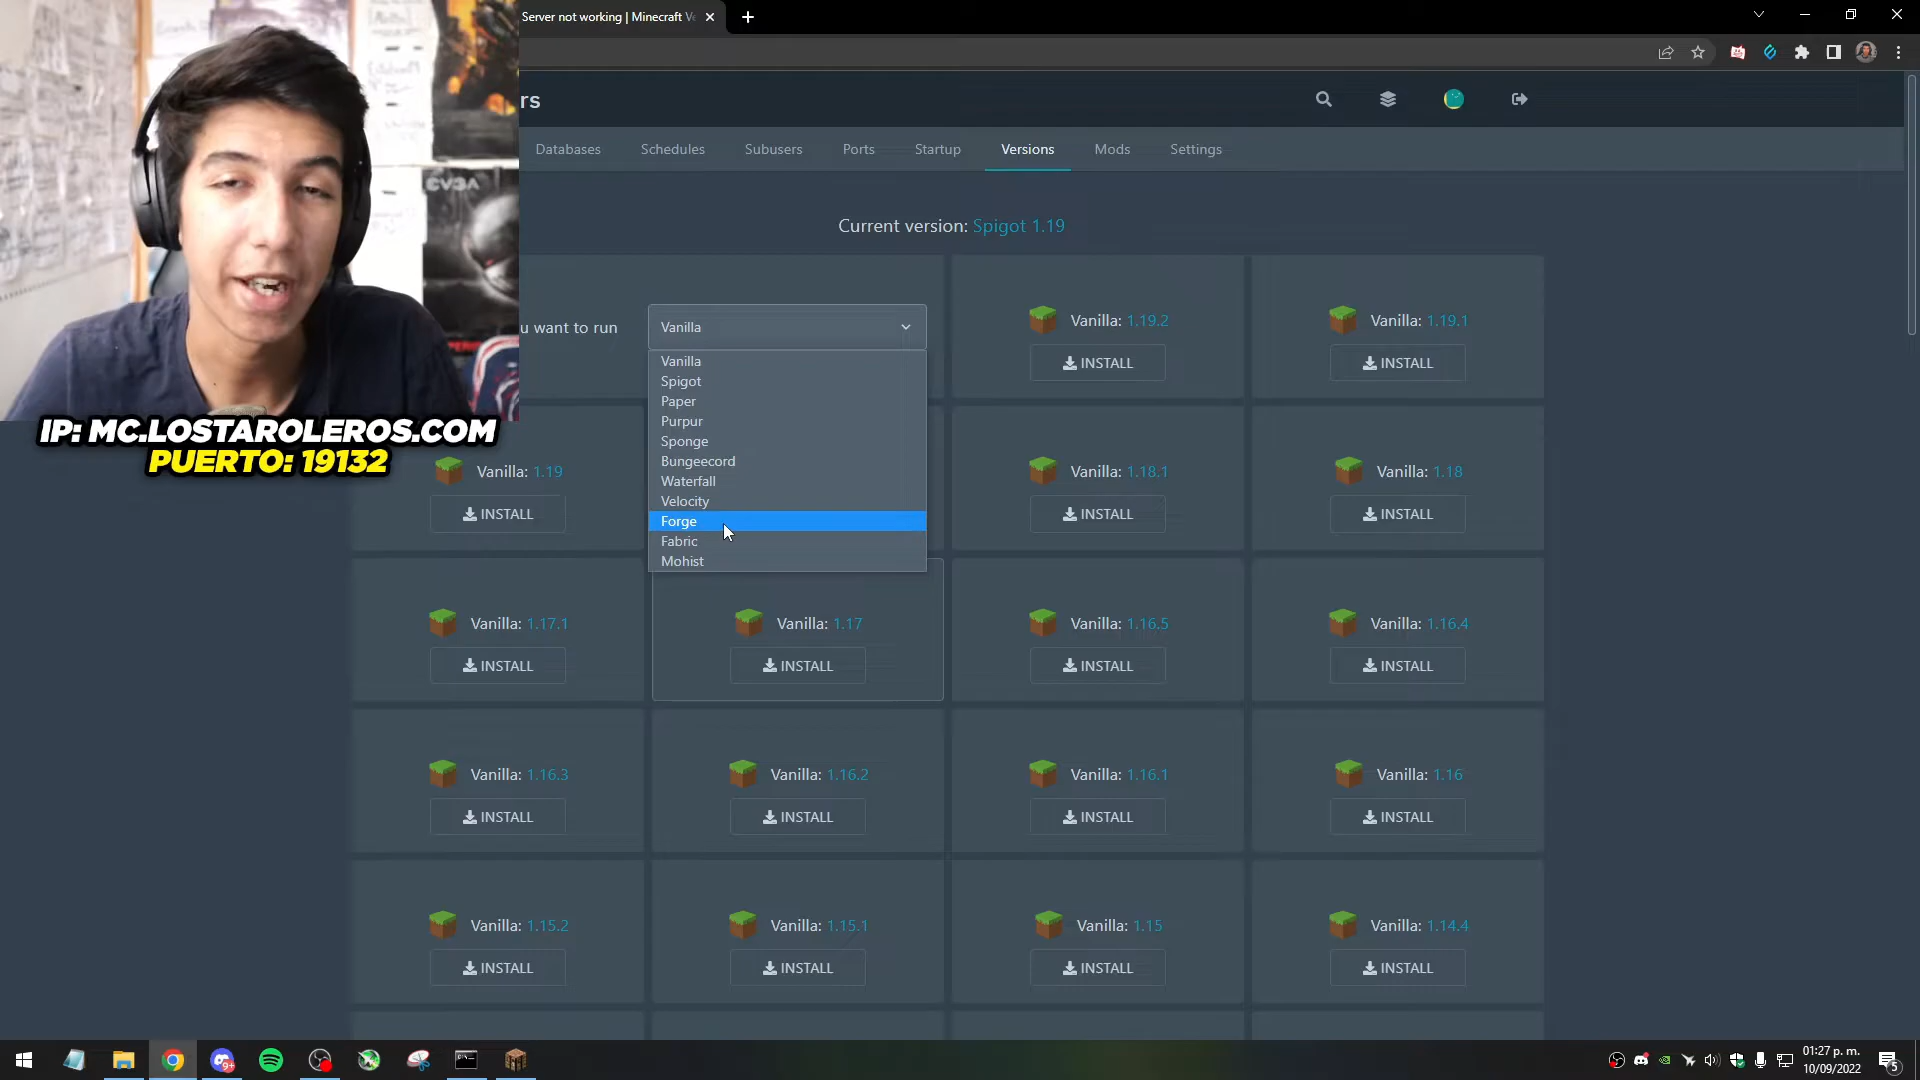 Server not working | Minecraft Ve
rs
Databases
Schedules
Subusers
Ports
Startup
Versions
Mods
Settings
Current version: Spigot 1.19
u want to run
Vanilla
Vanilla
Spigot
Paper
Purpur
Sponge
Bungeecord
Waterfall
Velocity
Forge
Fabric
Mohist
Vanilla: 1.19.2
INSTALL
Vanilla: 1.19.1
INSTALL
EVGA
IP: MC.LOSTAROLEROS.COM
PUERTO: 19132
Vanilla: 1.19
INSTALL
Vanilla: 1.18.1
INSTALL
Vanilla: 1.18
INSTALL
Vanilla: 1.17.1
INSTALL
Vanilla: 1.17
INSTALL
Vanilla: 1.16.5
INSTALL
Vanilla: 1.16.4
INSTALL
Vanilla: 1.16.3
INSTALL
Vanilla: 1.16.2
INSTALL
Vanilla: 1.16.1
INSTALL
Vanilla: 1.16
INSTALL
Vanilla: 1.15.2
INSTALL
Vanilla: 1.15.1
INSTALL
Vanilla: 1.15
INSTALL
Vanilla: 1.14.4
INSTALL
9+
01:27 p. m.
10/09/2022
5